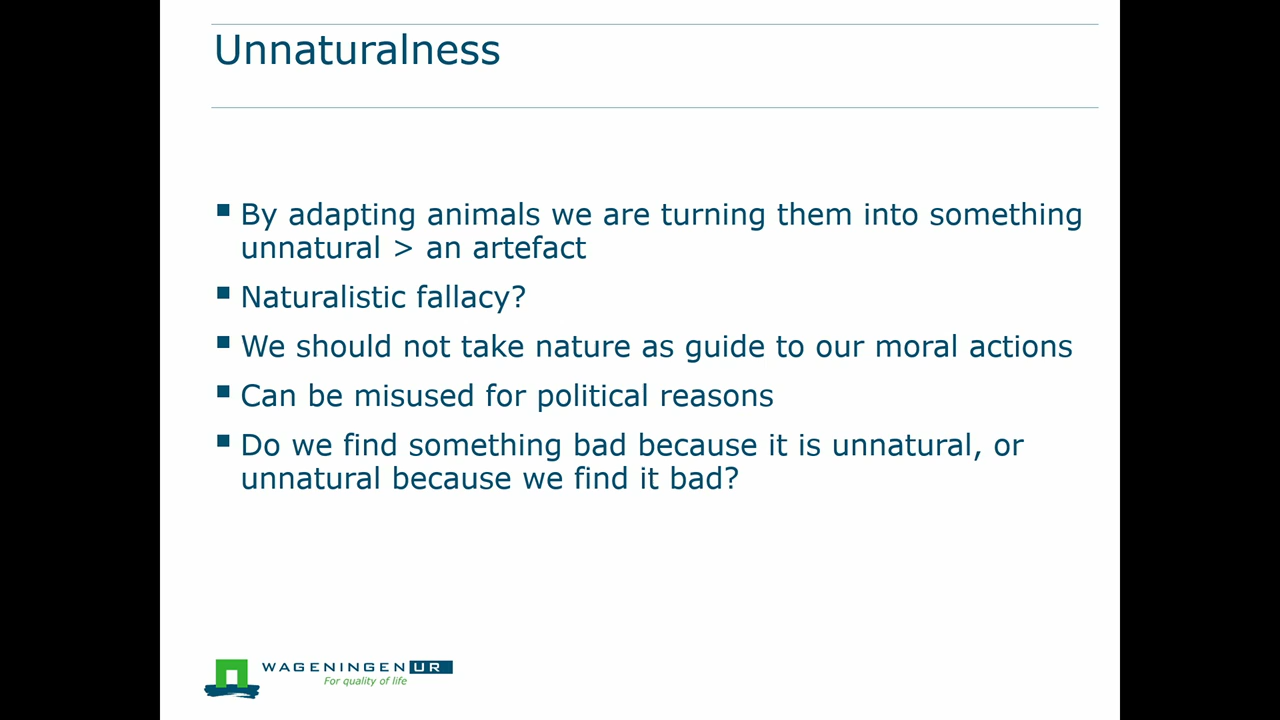 Unnaturalness
▪ By adapting animals we are turning them into something
unnatural > an artefact
▪ Naturalistic fallacy?
▪ We should not take nature as guide to our moral actions
▪ Can be misused for political reasons
▪ Do we find something bad because it is unnatural, or
unnatural because we find it bad?
WAGENINGEN UR
For quality of life